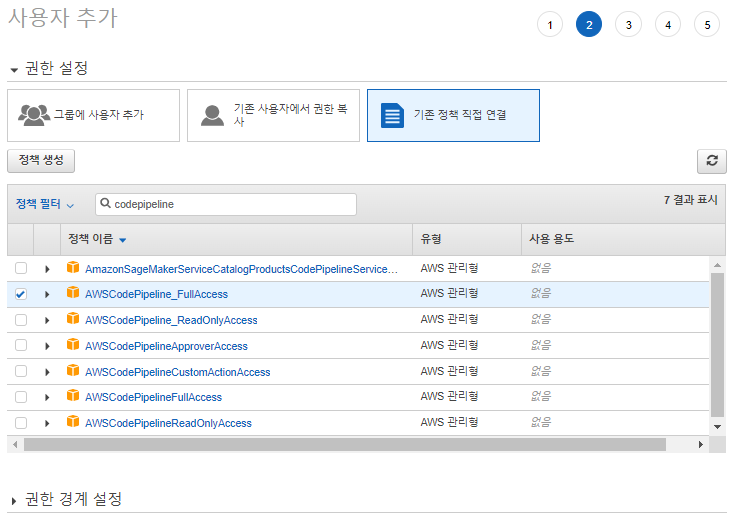 사용자 추가
1 2 3 4 5
권한 설정
그룹에 사용자 추가
기존 사용자에서 권한 복
사
기존 정책 직접 연결
정책 생성
정책 필터 codepipeline 7 결과 표시
정책 이름 유형 사용 용도
AmazonSageMakerServiceCatalogProductsCodePipelineService... AWS 관리형 없음
AWSCodePipeline_FullAccess AWS 관리형 없음
AWSCodePipeline_ReadOnlyAccess AWS 관리형 없음
AWSCodePipelineApproverAccess AWS 관리형 없음
AWSCodePipelineCustomActionAccess AWS 관리형 없음
AWSCodePipelineFullAccess AWS 관리형 없음
AWSCodePipelineReadOnlyAccess AWS 관리형 없음
권한 경계 설정